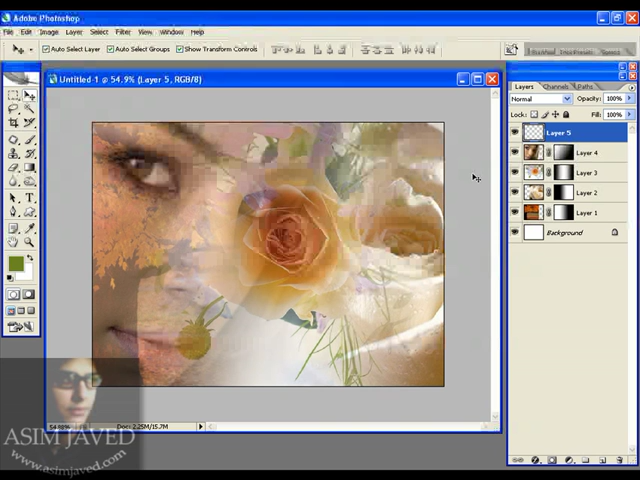 Adobe Photoshop
File Edit Image Layer Select Filter View Window Help
Auto Select Layer Auto Select Groups Show Transform Controls
Untitled-1 @ 54.9% (Layer 5, RGB/8)
Layers Channels Paths
Normal Opacity: 100%
Lock: Fill: 100%
Layer 5
Layer 4
Layer 3
Layer 2
Layer 1
Background
Doc: 2.25M/15.7M
ASIM JAVED
www.asimjaved.com